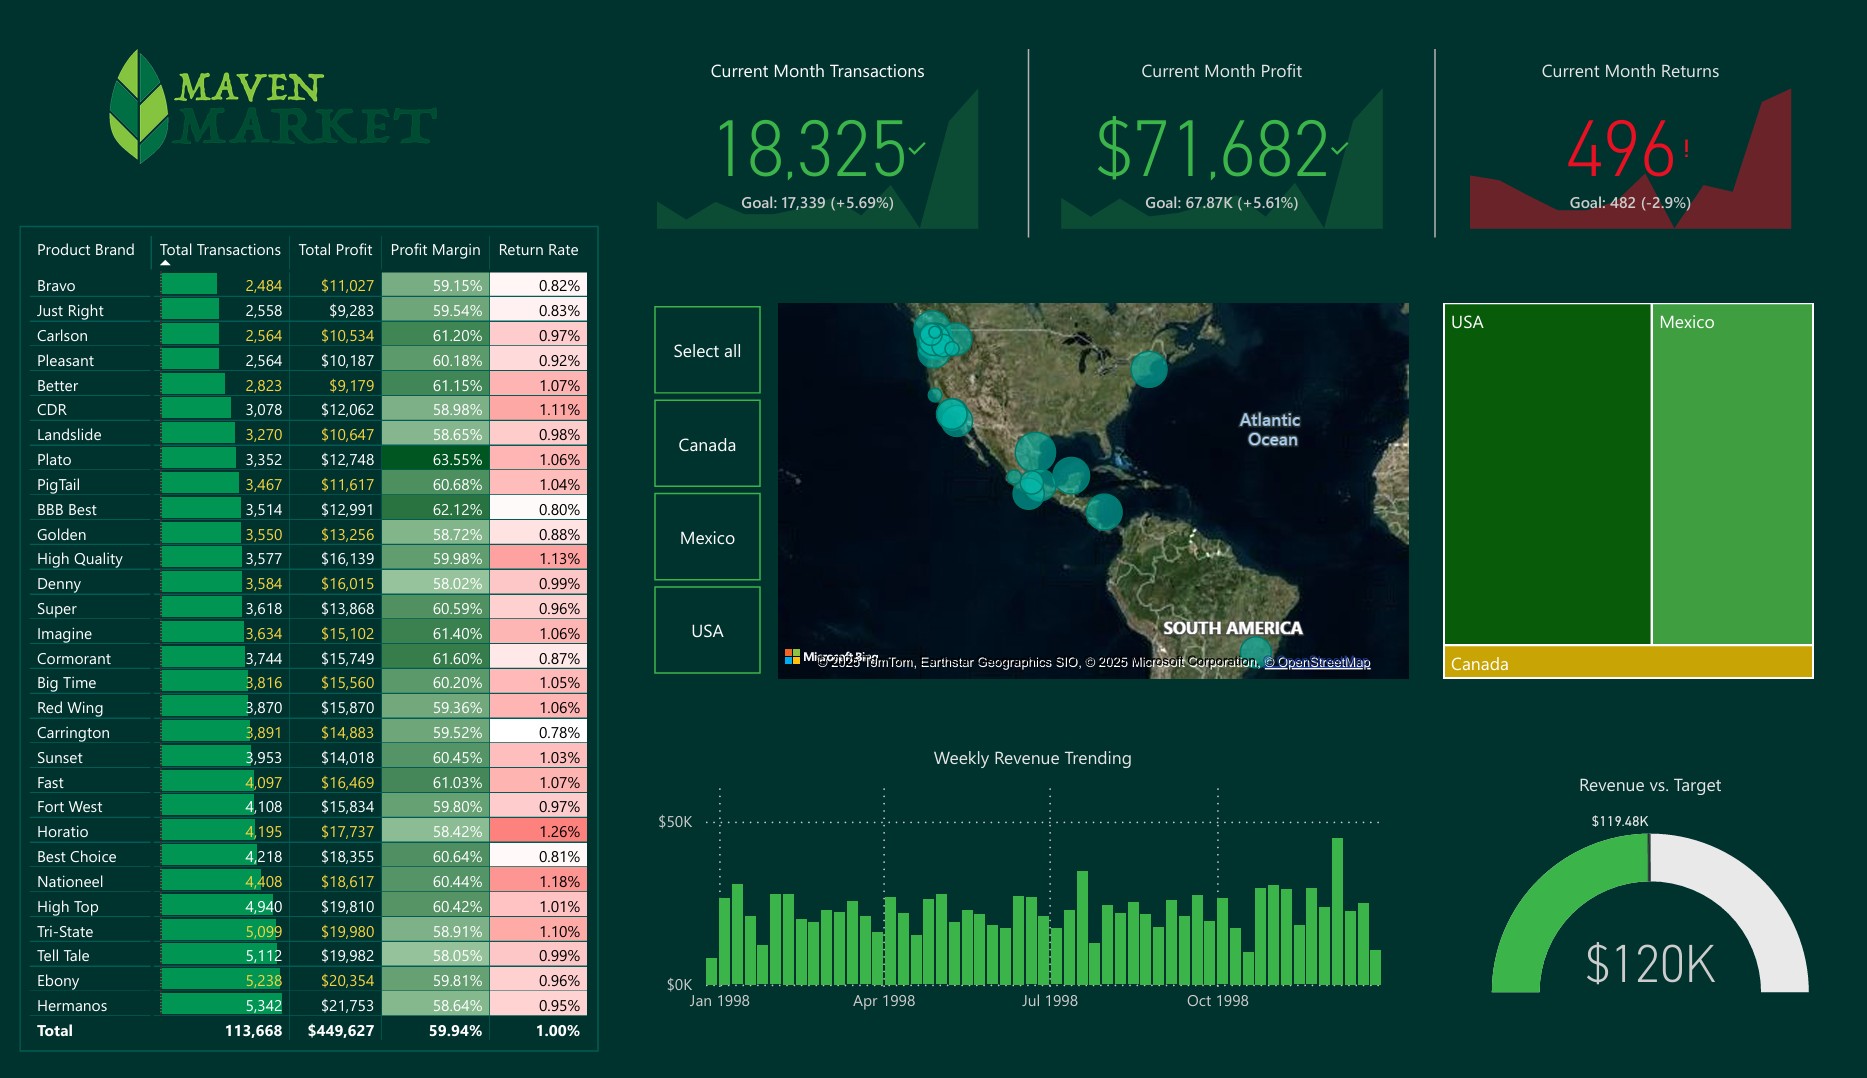 MAVEN
MARKET
Current Month Transactions
18,325
Goal: 17,339 (+5.69%)
Current Month Profit
$71,682
Goal: 67.87K (+5.61%)
Current Month Returns
496!
Goal: 482 (-2.9%)
Product Brand Total Transactions Total Profit Profit Margin Return Rate
Bravo 2,484 $11,027 59.15% 0.82%
Just Right 2,558 $9,283 59.54% 0.83%
Carlson 2,564 $10,534 61.20% 0.97%
Pleasant 2,564 $10,187 60.18% 0.92%
Better 2,823 $9,179 61.15% 1.07%
CDR 3,078 $12,062 58.98% 1.11%
Landslide 3,270 $10,647 58.65% 0.98%
Plato 3,352 $12,748 63.55% 1.06%
PigTail 3,467 $11,617 60.68% 1.04%
BBB Best 3,514 $12,991 62.12% 0.80%
Golden 3,550 $13,256 58.72% 0.88%
High Quality 3,577 $16,139 59.98% 1.13%
Denny 3,584 $16,015 58.02% 0.99%
Super 3,618 $13,868 60.59% 0.96%
Imagine 3,634 $15,102 61.40% 1.06%
Cormorant 3,744 $15,749 61.60% 0.87%
Big Time 3,816 $15,560 60.20% 1.05%
Red Wing 3,870 $15,870 59.36% 1.06%
Carrington 3,891 $14,883 59.52% 0.78%
Sunset 3,953 $14,018 60.45% 1.03%
Fast 4,097 $16,469 61.03% 1.07%
Fort West 4,108 $15,834 59.80% 0.97%
Horatio 4,195 $17,737 58.42% 1.26%
Best Choice 4,218 $18,355 60.64% 0.81%
Nationeel 4,408 $18,617 60.44% 1.18%
High Top 4,940 $19,810 60.42% 1.01%
Tri-State 5,099 $19,980 58.91% 1.10%
Tell Tale 5,112 $19,982 58.05% 0.99%
Ebony 5,238 $20,354 59.81% 0.96%
Hermanos 5,342 $21,753 58.64% 0.95%
Total 113,668 $449,627 59.94% 1.00%
Select all
Canada
Mexico
USA
Atlantic
Ocean
SOUTH AMERICA
Microsoft Bing
© 2025 TomTom, Earthstar Geographics SIO, © 2025 Microsoft Corporation, © OpenStreetMap
USA
Mexico
Canada
Weekly Revenue Trending
$50K
$0K
Jan 1998 Apr 1998 Jul 1998 Oct 1998
Revenue vs. Target
$119.48K
$120K